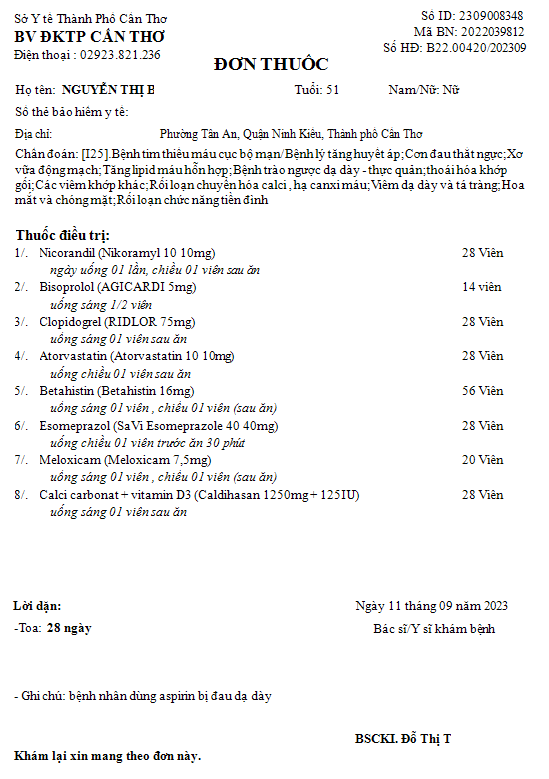 Sở Y tế Thành Phố Cần Thơ
Số ID: 2309008348
BV ĐKTP CẦN THƠ
Mã BN: 2022039812
Điện thoại : 02923.821.236
Số HĐ: B22.00420/202309
ĐƠN THUỐC
Họ tên: NGUYỄN THỊ B
Tuổi: 51
Nam/Nữ: Nữ
Số thẻ bảo hiểm y tế:
Địa chỉ: Phường Tân An, Quận Ninh Kiều, Thành phố Cần Thơ
Chẩn đoán: [I25].Bệnh tim thiếu máu cục bộ mạn/Bệnh lý tăng huyết áp;Cơn đau thắt ngực;Xơ
vữa động mạch;Tăng lipid máu hỗn hợp;Bệnh trào ngược dạ dày - thực quản;thoái hóa khớp
gối;Các viêm khớp khác;Rối loạn chuyển hóa calci , hạ canxi máu;Viêm dạ dày và tá tràng;Hoa
mắt và chóng mặt;Rối loạn chức năng tiền đình
Thuốc điều trị:
1/. Nicorandil (Nikoramyl 10 10mg) 28 Viên
ngày uống 01 lần, chiều 01 viên sau ăn
2/. Bisoprolol (AGICARDI 5mg) 14 viên
uống sáng 1/2 viên
3/. Clopidogrel (RIDLOR 75mg) 28 Viên
uống sáng 01 viên sau ăn
4/. Atorvastatin (Atorvastatin 10 10mg) 28 Viên
uống chiều 01 viên sau ăn
5/. Betahistin (Betahistin 16mg) 56 Viên
uống sáng 01 viên , chiều 01 viên (sau ăn)
6/. Esomeprazol (SaVi Esomeprazole 40 40mg) 28 Viên
uống chiều 01 viên trước ăn 30 phút
7/. Meloxicam (Meloxicam 7,5mg) 20 Viên
uống sáng 01 viên , chiều 01 viên (sau ăn)
8/. Calci carbonat + vitamin D3 (Caldihasan 1250mg + 125IU) 28 Viên
uống sáng 01 viên sau ăn
Lời dặn:
Ngày 11 tháng 09 năm 2023
-Toa: 28 ngày
Bác sĩ/Y sĩ khám bệnh
- Ghi chú: bệnh nhân dùng aspirin bị đau dạ dày
BSCKI. Đỗ Thị T
Khám lại xin mang theo đơn này.